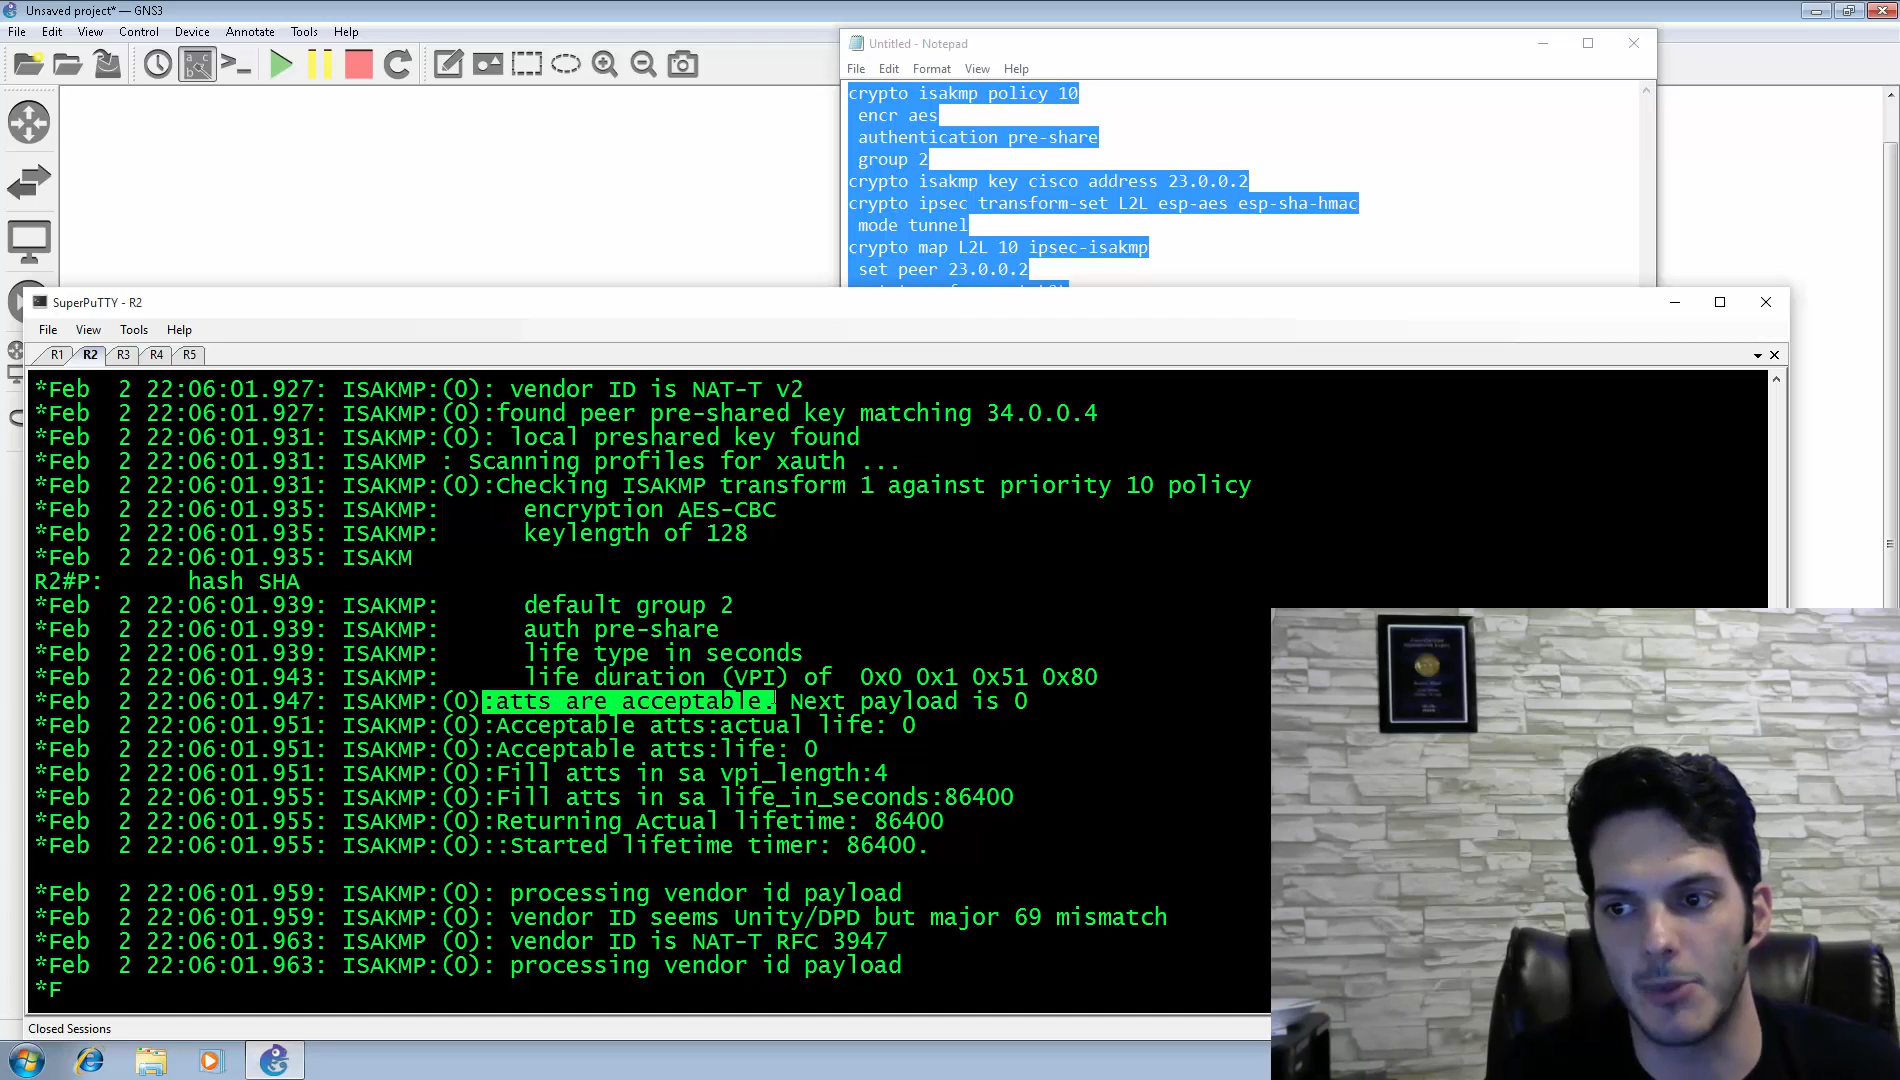 Unsaved project* — GNS3
File Edit View Control Device Annotate Tools Help
Untitled - Notepad
File Edit Format View Help
crypto isakmp policy 10
encr aes
authentication pre-share
group 2
crypto isakmp key cisco address 23.0.0.2
crypto ipsec transform-set L2L esp-aes esp-sha-hmac
mode tunnel
crypto map L2L 10 ipsec-isakmp
set peer 23.0.0.2
SuperPuTTY - R2
File View Tools Help
R1 R2 R3 R4 R5
*Feb 2 22:06:01.927: ISAKMP:(0): vendor ID is NAT-T v2
*Feb 2 22:06:01.927: ISAKMP:(0):found peer pre-shared key matching 34.0.0.4
*Feb 2 22:06:01.931: ISAKMP:(0): local preshared key found
*Feb 2 22:06:01.931: ISAKMP : Scanning profiles for xauth ...
*Feb 2 22:06:01.931: ISAKMP:(0):Checking ISAKMP transform 1 against priority 10 policy
*Feb 2 22:06:01.935: ISAKMP: encryption AES-CBC
*Feb 2 22:06:01.935: ISAKMP: keylength of 128
*Feb 2 22:06:01.935: ISAKM
R2#P: hash SHA
*Feb 2 22:06:01.939: ISAKMP: default group 2
*Feb 2 22:06:01.939: ISAKMP: auth pre-share
*Feb 2 22:06:01.939: ISAKMP: life type in seconds
*Feb 2 22:06:01.943: ISAKMP: life duration (VPI) of 0x0 0x1 0x51 0x80
*Feb 2 22:06:01.947: ISAKMP:(0):atts are acceptable. Next payload is 0
*Feb 2 22:06:01.951: ISAKMP:(0):Acceptable atts:actual life: 0
*Feb 2 22:06:01.951: ISAKMP:(0):Acceptable atts:life: 0
*Feb 2 22:06:01.951: ISAKMP:(0):Fill atts in sa vpi_length:4
*Feb 2 22:06:01.955: ISAKMP:(0):Fill atts in sa life_in_seconds:86400
*Feb 2 22:06:01.955: ISAKMP:(0):Returning Actual lifetime: 86400
*Feb 2 22:06:01.955: ISAKMP:(0)::Started lifetime timer: 86400.
*Feb 2 22:06:01.959: ISAKMP:(0): processing vendor id payload
*Feb 2 22:06:01.959: ISAKMP:(0): vendor ID seems Unity/DPD but major 69 mismatch
*Feb 2 22:06:01.963: ISAKMP:(0): vendor ID is NAT-T RFC 3947
*Feb 2 22:06:01.963: ISAKMP:(0): processing vendor id payload
*F
Closed Sessions